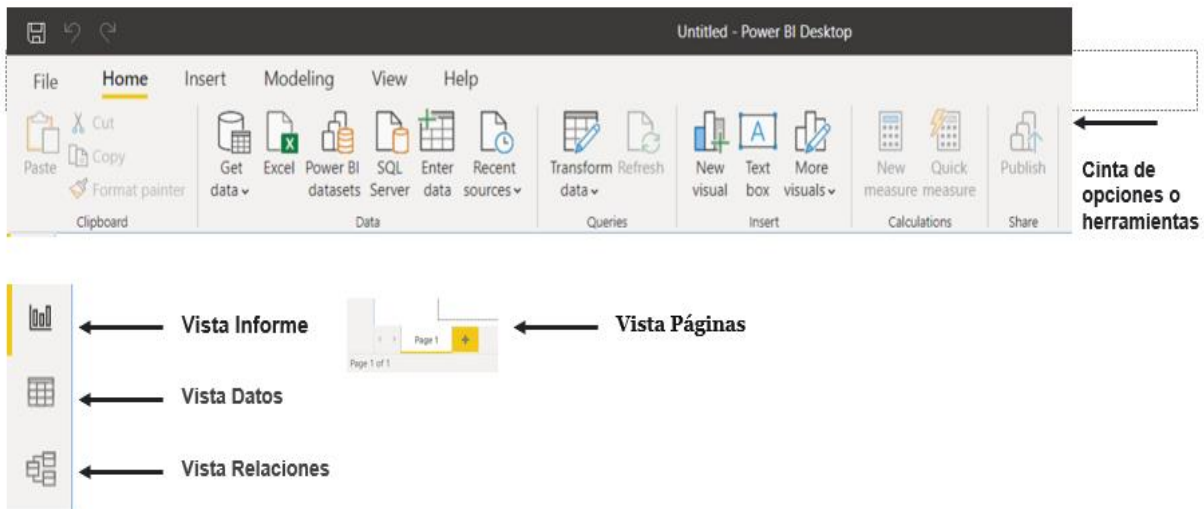 Untitled - Power BI Desktop
File Home Insert Modeling View Help
Paste
Cut
Copy
Format painter
Clipboard
Get data
Excel
Power BI datasets
SQL Server
Enter data
Recent sources
Data
Transform data
Refresh
Queries
New visual
A
Text box
More visuals
Insert
New measure
Quick measure
Calculations
Publish
Share
Cinta de
opciones o
herramientas
Vista Informe
Page 1
Page 1 of 1
Vista Páginas
Vista Datos
Vista Relaciones